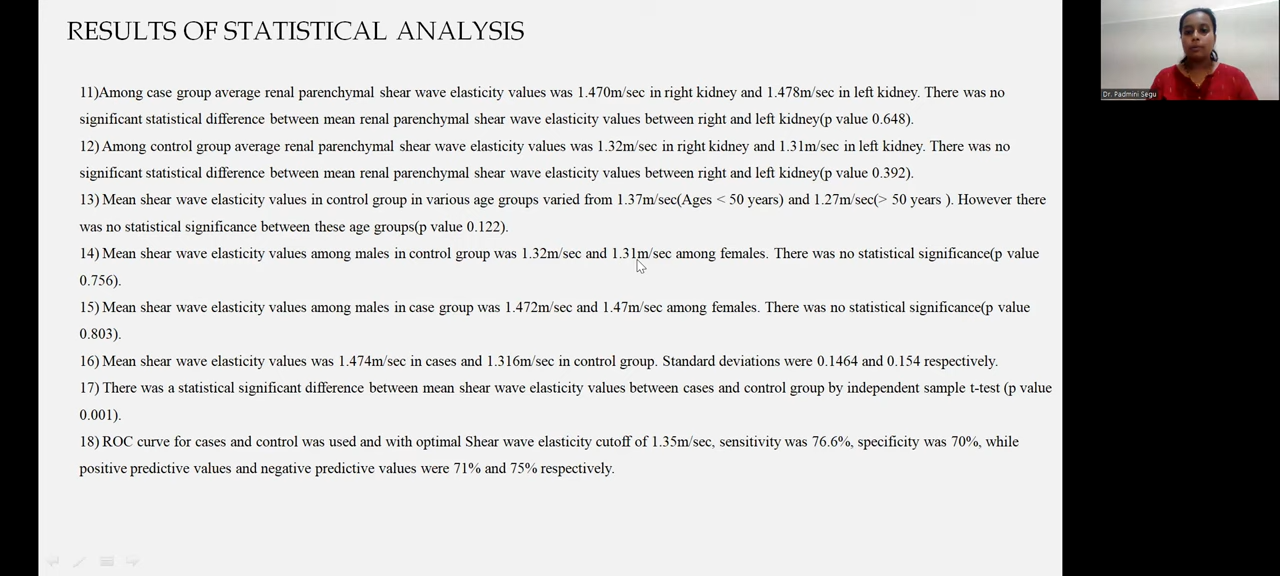 RESULTS OF STATISTICAL ANALYSIS
11)Among case group average renal parenchymal shear wave elasticity values was 1.470m/sec in right kidney and 1.478m/sec in left kidney. There was no
significant statistical difference between mean renal parenchymal shear wave elasticity values between right and left kidney(p value 0.648).
12) Among control group average renal parenchymal shear wave elasticity values was 1.32m/sec in right kidney and 1.31m/sec in left kidney. There was no
significant statistical difference between mean renal parenchymal shear wave elasticity values between right and left kidney(p value 0.392).
13) Mean shear wave elasticity values in control group in various age groups varied from 1.37m/sec(Ages < 50 years) and 1.27m/sec(> 50 years ). However there
was no statistical significance between these age groups(p value 0.122).
14) Mean shear wave elasticity values among males in control group was 1.32m/sec and 1.31m/sec among females. There was no statistical significance(p value
0.756).
15) Mean shear wave elasticity values among males in case group was 1.472m/sec and 1.47m/sec among females. There was no statistical significance(p value
0.803).
16) Mean shear wave elasticity values was 1.474m/sec in cases and 1.316m/sec in control group. Standard deviations were 0.1464 and 0.154 respectively.
17) There was a statistical significant difference between mean shear wave elasticity values between cases and control group by independent sample t-test (p value
0.001).
18) ROC curve for cases and control was used and with optimal Shear wave elasticity cutoff of 1.35m/sec, sensitivity was 76.6%, specificity was 70%, while
positive predictive values and negative predictive values were 71% and 75% respectively.
Dr. Padmini Segu